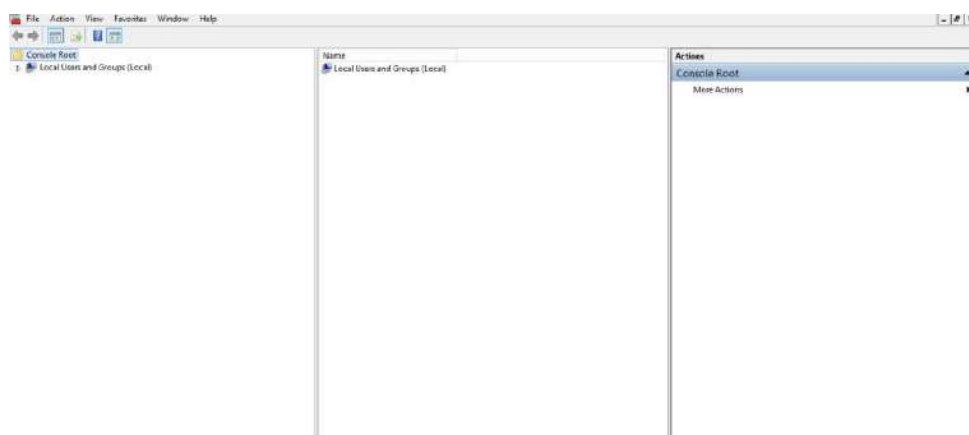 File Action View Favorites Window Help
Console Root
Local Users and Groups (Local)
Name
Local Users and Groups (Local)
Actions
Console Root
More Actions